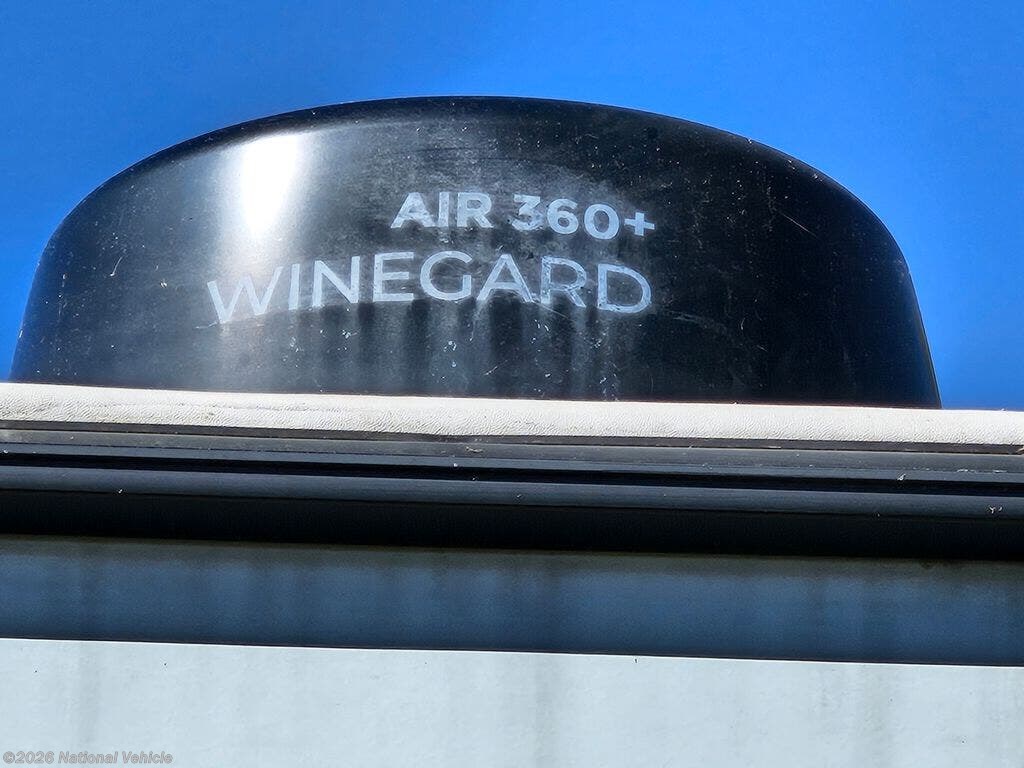 AIR 360+
WINEGARD
©2026 National Vehicle